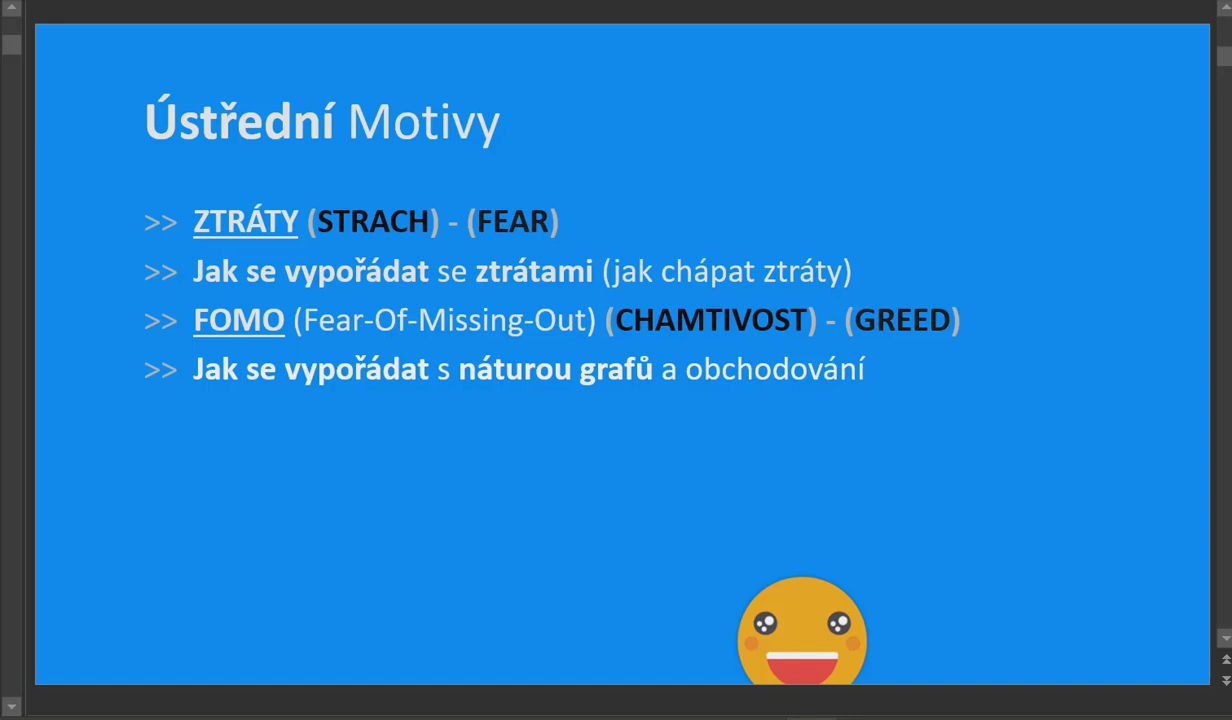 Ústřední Motivy
>> ZTRÁTY (STRACH) - (FEAR)
>> Jak se vypořádat se ztrátami (jak chápat ztráty)
>> FOMO (Fear-Of-Missing-Out) (CHAMTIVOST) - (GREED)
>> Jak se vypořádat s náturou grafů a obchodování